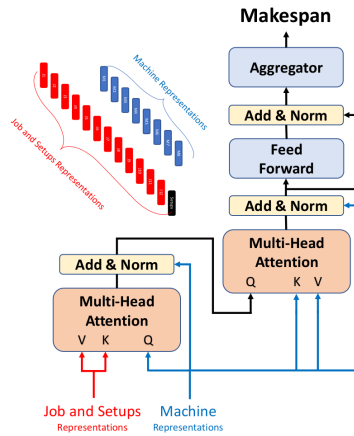 Makespan
Aggregator
Add & Norm
Feed
Forward
Add & Norm
Multi-Head
Attention
Q K V
Machine Representations
Job and Setups Representations
Setups
Add & Norm
Multi-Head
Attention
V K Q
Job and Setups
Representations
Machine
Representations